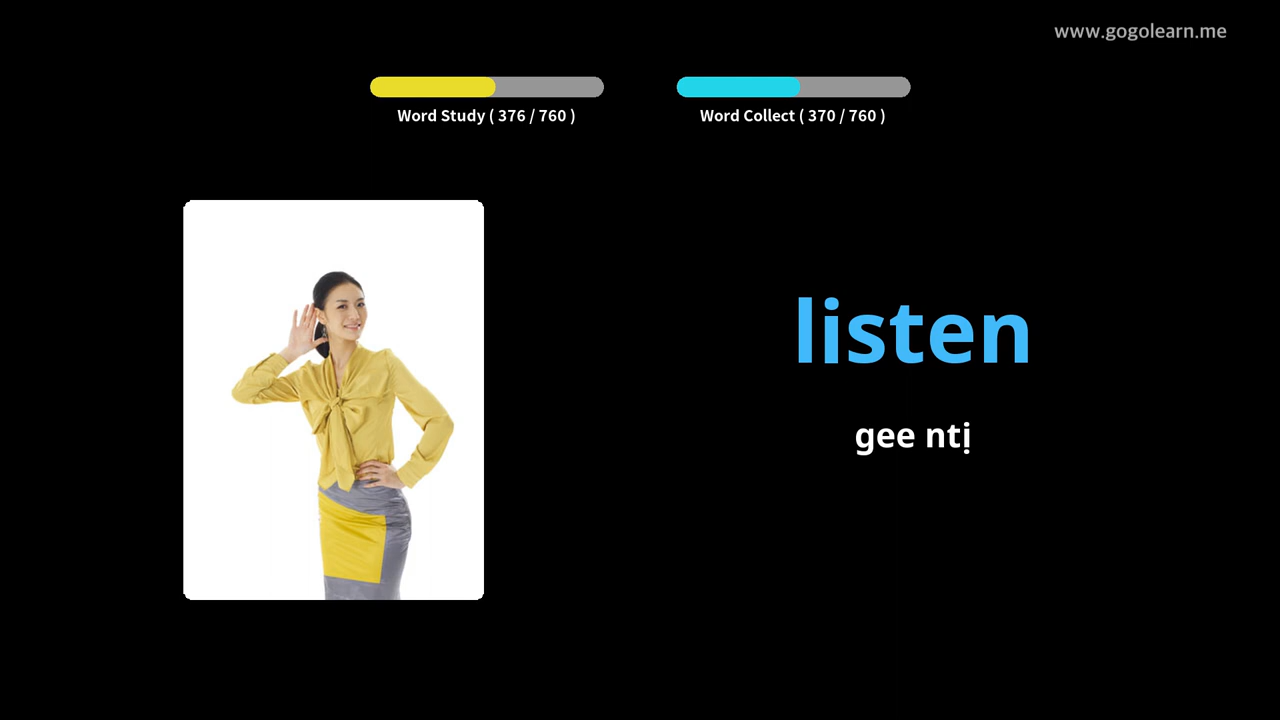 www.gogolearn.me
Word Study ( 376 / 760 )
Word Collect ( 370 / 760 )
listen
gee ntị